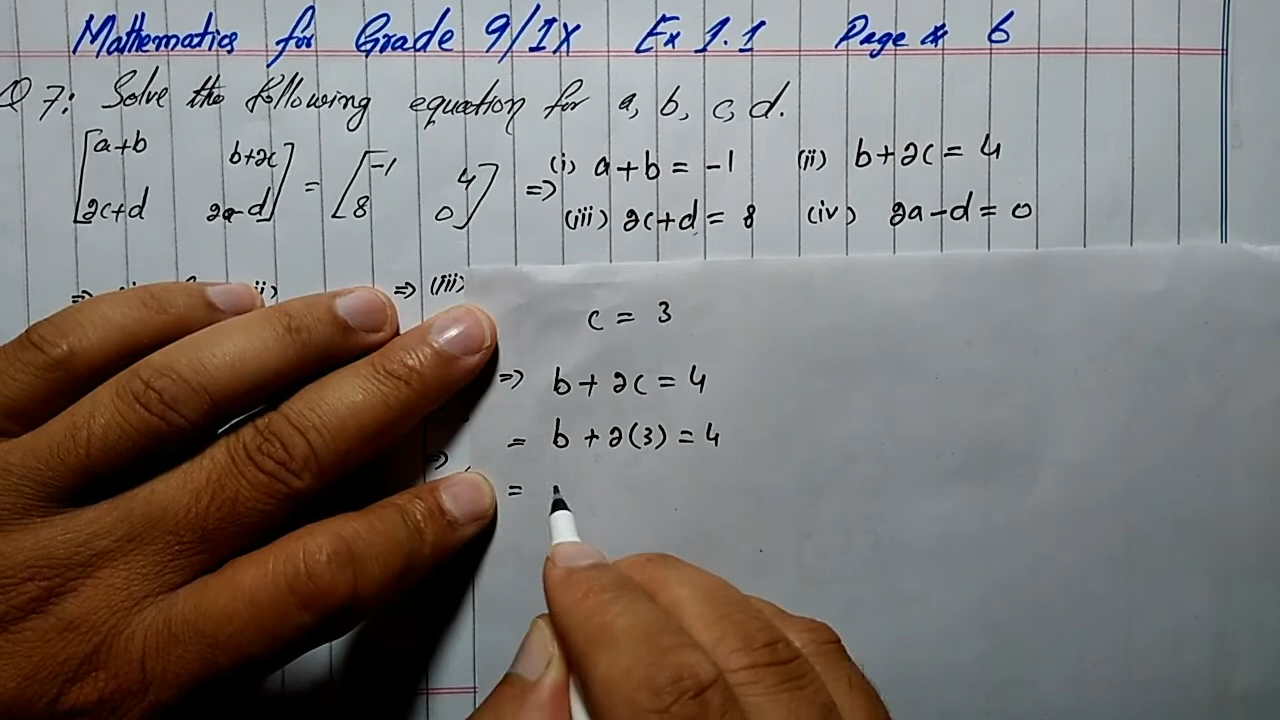 Mathematics for Grade 9/IX Ex 1.1 Page # 6
Q 7: Solve the following equation for a, b, c, d.
[a+b b+2c] = [-1 4] => (i) a+b = -1 (ii) b+2c = 4
[2c+d 2a-d] [8 0] (iii) 2c+d = 8 (iv) 2a-d = 0
=> (iii)
c = 3
=> b + 2c = 4
= b + 2(3) = 4
=>
=